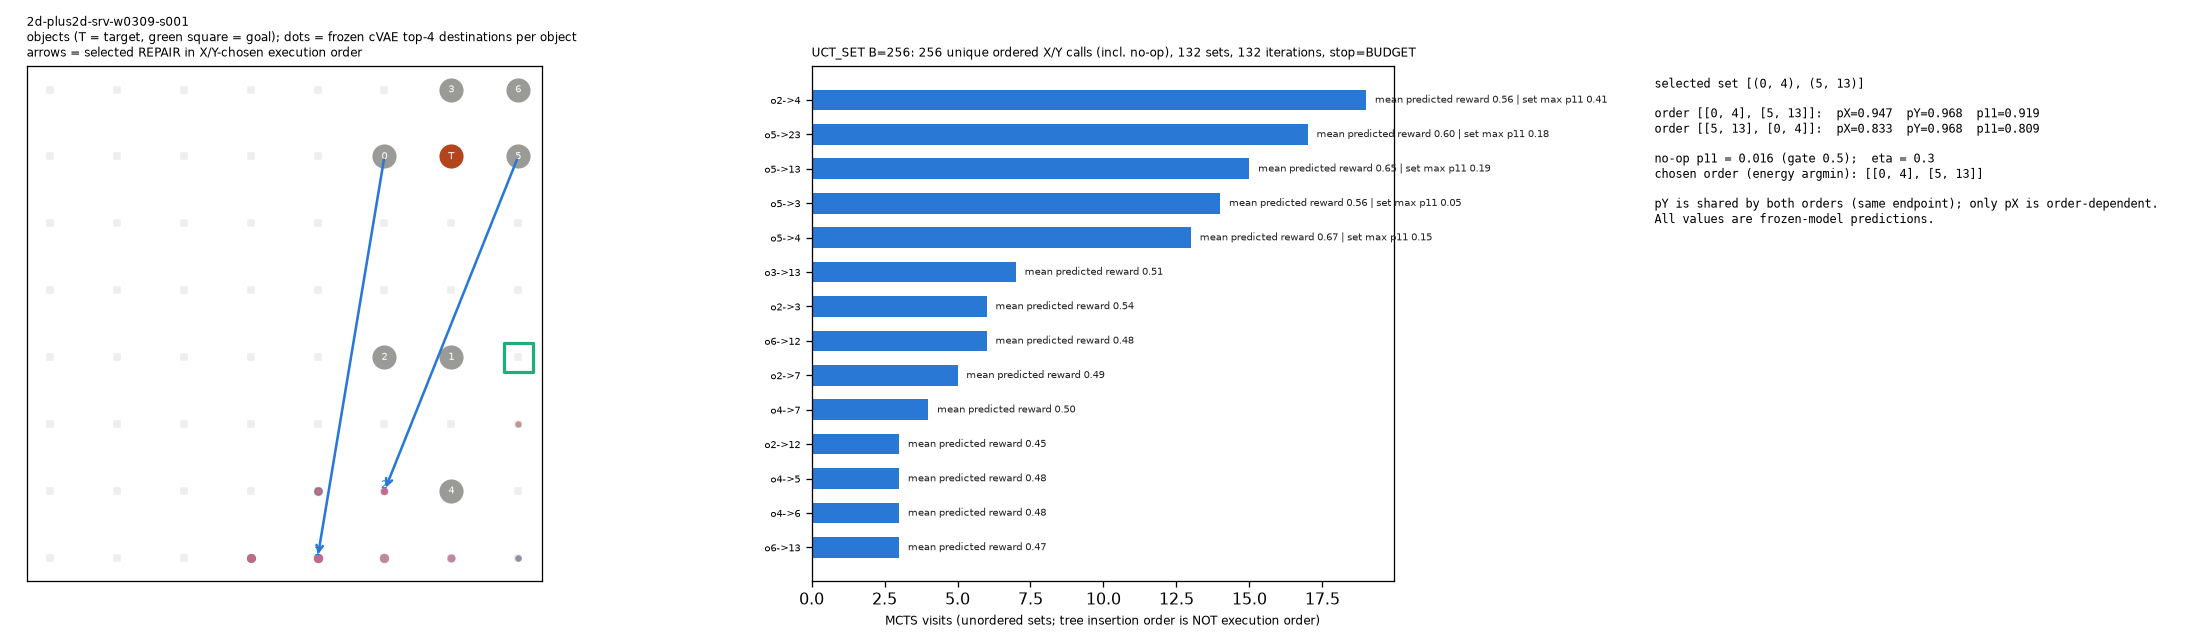 2d-plus2d-srv-w0309-s001
objects (T = target, green square = goal); dots = frozen cVAE top-4 destinations per object
arrows = selected REPAIR in X/Y-chosen execution order
3
6
0
T
5
2
1
4
UCT_SET B=256: 256 unique ordered X/Y calls (incl. no-op), 132 sets, 132 iterations, stop=BUDGET
o2->4 mean predicted reward 0.56 | set max p11 0.41
o5->23 mean predicted reward 0.60 | set max p11 0.18
o5->13 mean predicted reward 0.65 | set max p11 0.19
o5->3 mean predicted reward 0.56 | set max p11 0.05
o5->4 mean predicted reward 0.67 | set max p11 0.15
o3->13 mean predicted reward 0.51
o2->3 mean predicted reward 0.54
o6->12 mean predicted reward 0.48
o2->7 mean predicted reward 0.49
o4->7 mean predicted reward 0.50
o2->12 mean predicted reward 0.45
o4->5 mean predicted reward 0.48
o4->6 mean predicted reward 0.48
o6->13 mean predicted reward 0.47
0.0 2.5 5.0 7.5 10.0 12.5 15.0 17.5
MCTS visits (unordered sets; tree insertion order is NOT execution order)
selected set [(0, 4), (5, 13)]
order [[0, 4], [5, 13]]: pX=0.947 pY=0.968 p11=0.919
order [[5, 13], [0, 4]]: pX=0.833 pY=0.968 p11=0.809
no-op p11 = 0.016 (gate 0.5); eta = 0.3
chosen order (energy argmin): [[0, 4], [5, 13]]
pY is shared by both orders (same endpoint); only pX is order-dependent.
All values are frozen-model predictions.